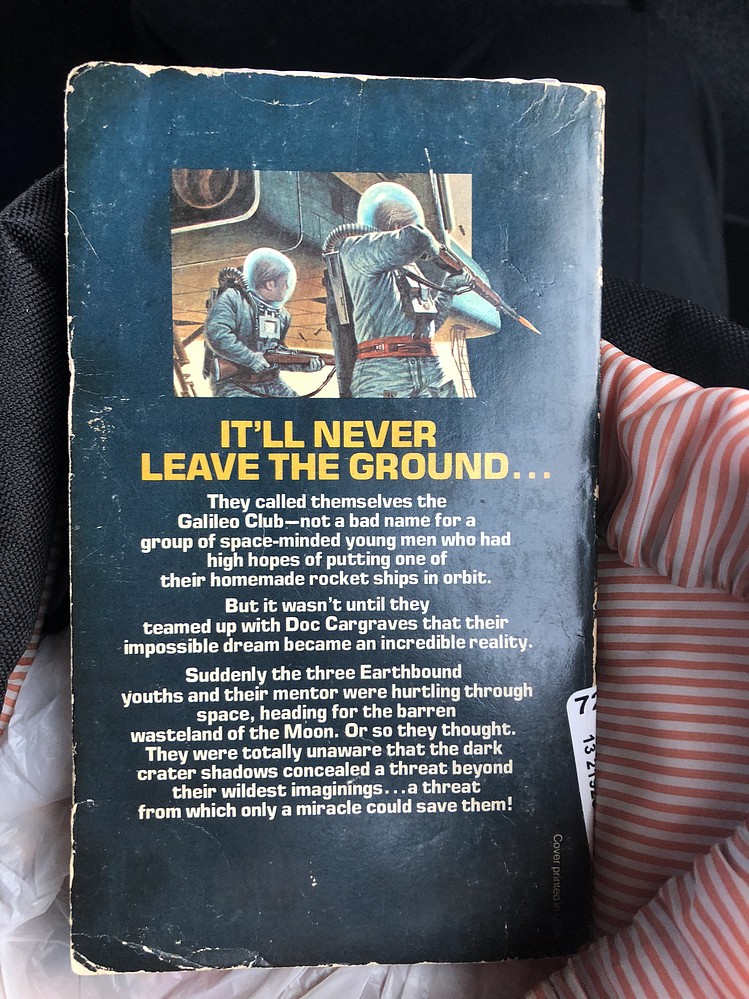 IT'LL NEVER
LEAVE THE GROUND...
They called themselves the
Galileo Club—not a bad name for a
group of space-minded young men who had
high hopes of putting one of
their homemade rocket ships in orbit.
But it wasn't until they
teamed up with Doc Cargraves that their
impossible dream became an incredible reality.
Suddenly the three Earthbound
youths and their mentor were hurtling through
space, heading for the barren
wasteland of the Moon. Or so they thought.
They were totally unaware that the dark
crater shadows concealed a threat beyond
their wildest imaginings...a threat
from which only a miracle could save them!
Cover printed in